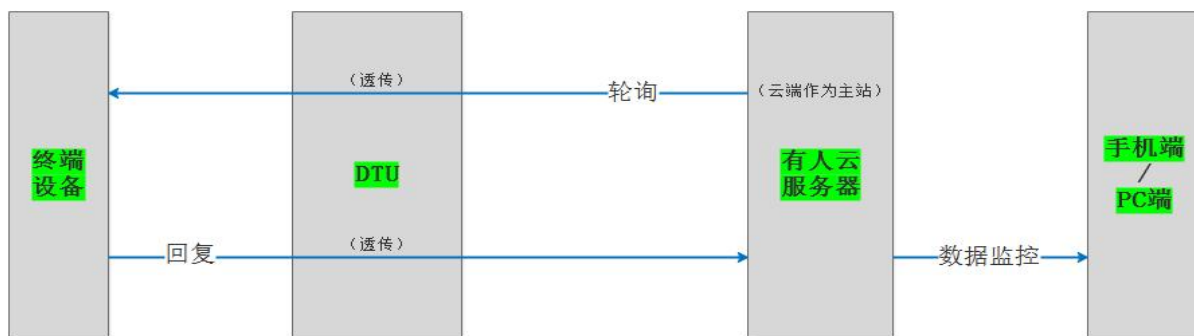 （透传）
轮询
（云端作为主站）
终端
设备
DTU
有人云
服务器
手机端
/
PC端
回复
（透传）
数据监控